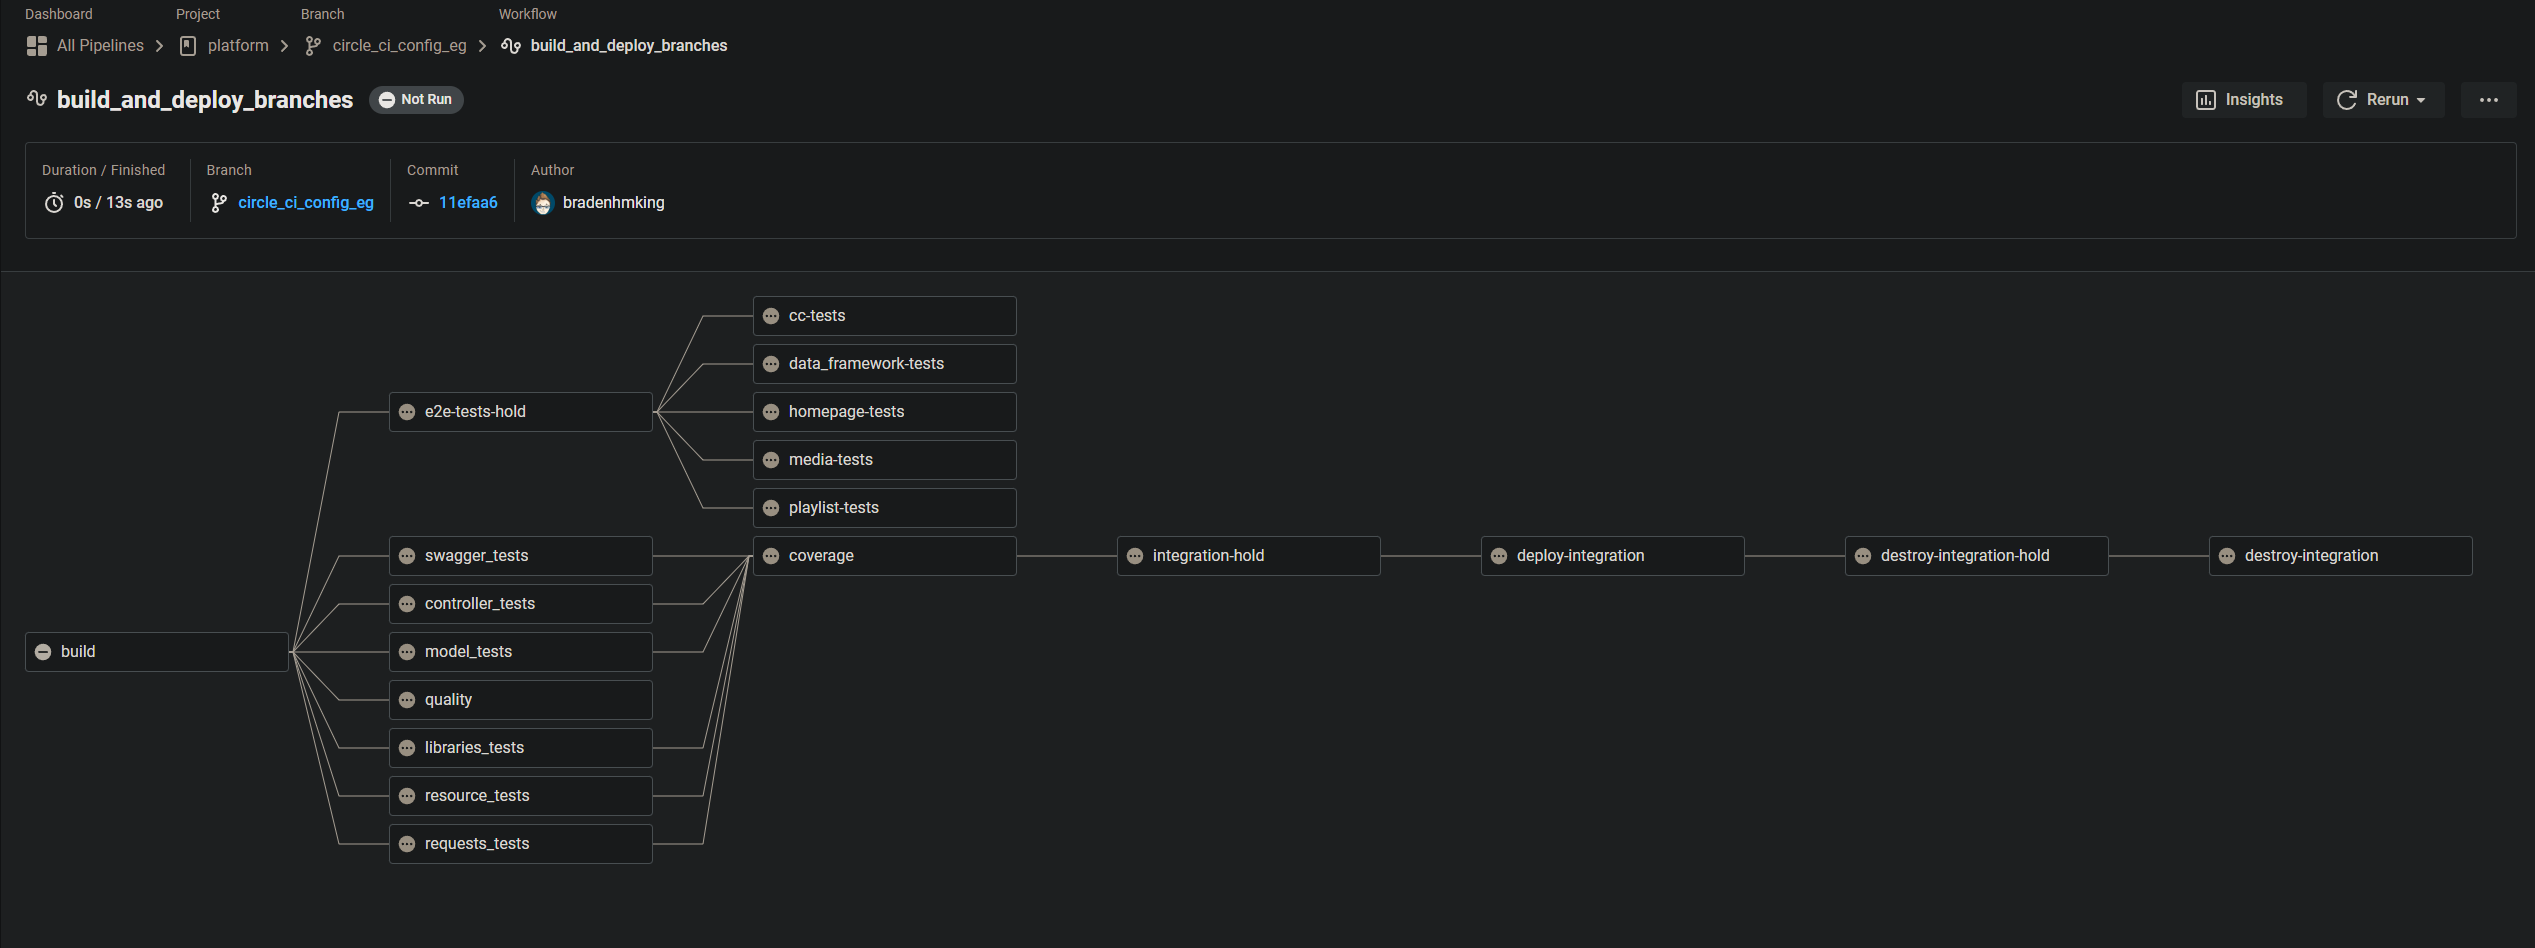 Dashboard Project Branch Workflow
All Pipelines platform circle_ci_config_eg build_and_deploy_branches
build_and_deploy_branches Not Run Insights Rerun
Duration / Finished Branch Commit Author
0s / 13s ago circle_ci_config_eg 11efaa6 bradenhmking
cc-tests
data_framework-tests
e2e-tests-hold homepage-tests
media-tests
playlist-tests
swagger_tests coverage integration-hold deploy-integration destroy-integration-hold destroy-integration
controller_tests
build model_tests
quality
libraries_tests
resource_tests
requests_tests